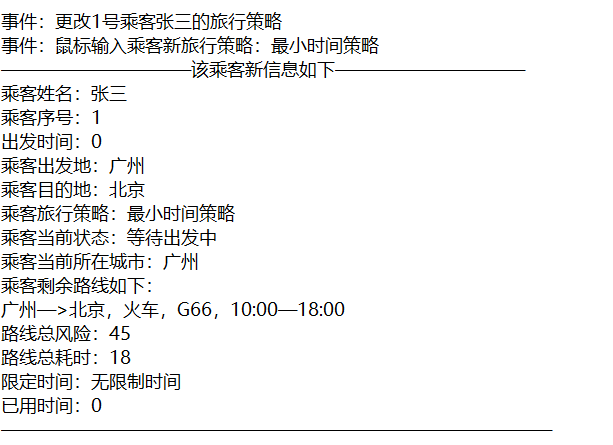 事件：更改1号乘客张三的旅行策略
事件：鼠标输入乘客新旅行策略：最小时间策略
————————————该乘客新信息如下————————————
乘客姓名：张三
乘客序号：1
出发时间：0
乘客出发地：广州
乘客目的地：北京
乘客旅行策略：最小时间策略
乘客当前状态：等待出发中
乘客当前所在城市：广州
乘客剩余路线如下：
广州—>北京，火车，G66，10:00—18:00
路线总风险：45
路线总耗时：18
限定时间：无限制时间
已用时间：0